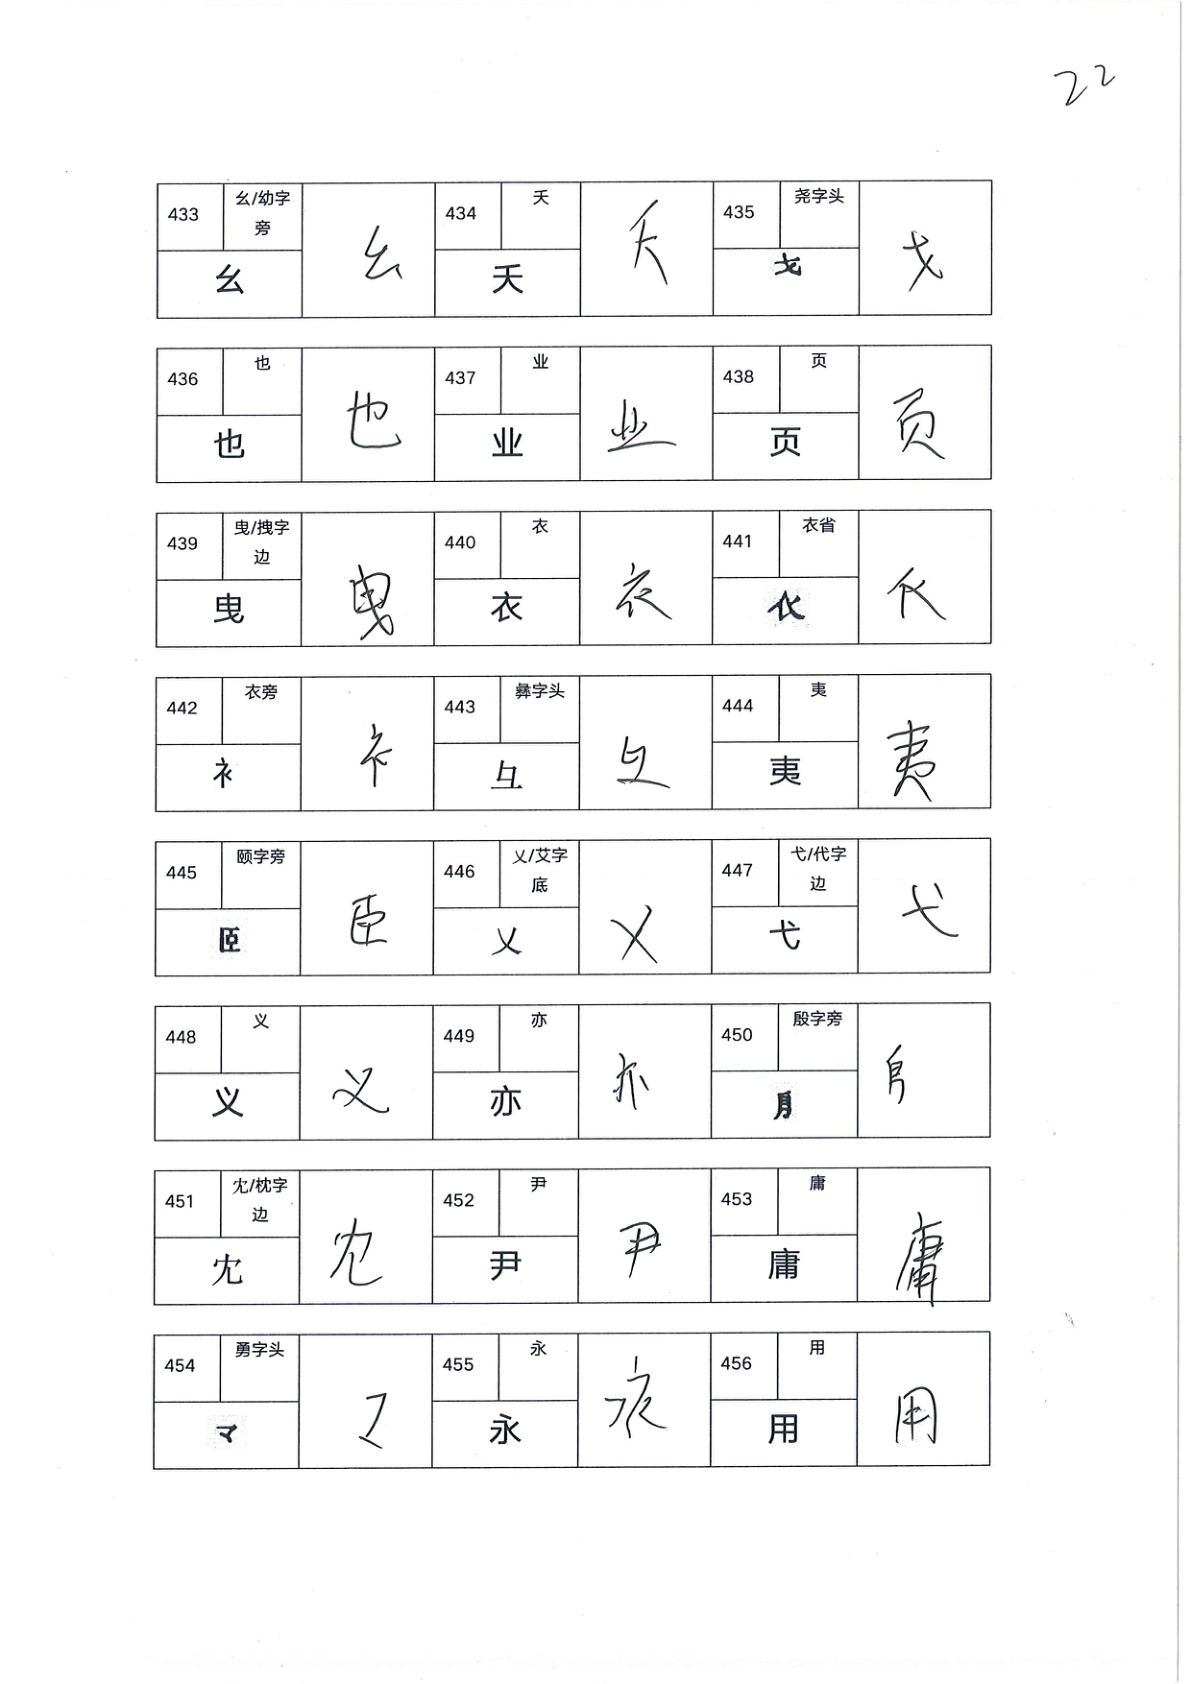 22
433 幺/幼字旁 幺 幺 434 夭 夭 夭 435 尧字头 戈
436 也 也 也 437 业 业 业 438 页 页 页
439 曳/拽字边 曳 曳 440 衣 衣 衣 441 衣省
442 衣旁 衤 衤 443 彝字头 彑 彑 444 夷 夷 夷
445 颐字旁 𦣞 臣 446 乂/艾字底 乂 乂 447 弋/代字边 弋 弋
448 义 义 义 449 亦 亦 亦 450 殷字旁
451 冘/枕字边 冘 冘 452 尹 尹 尹 453 庸 庸 庸
454 勇字头 龴 龴 455 永 永 永 456 用 用 用